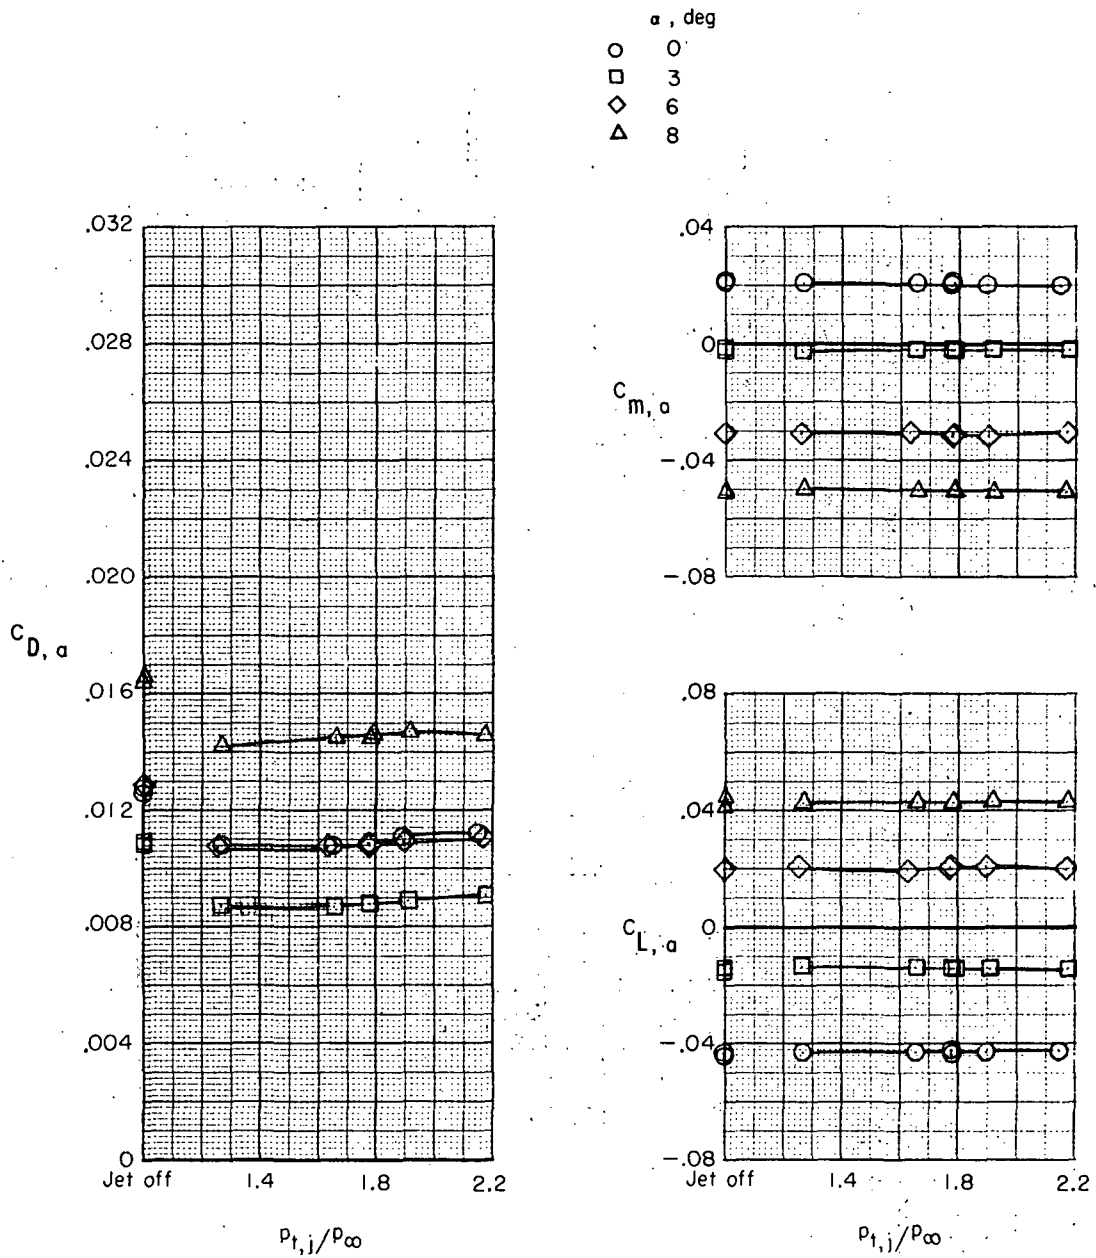 α, deg
0
3
6
8
.032
.028
.024
.020
.016
.012
.008
.004
0
C_D,a
Jet off 1.4 1.8 2.2
p_t,j/p_∞
.04
0
-.04
-.08
C_m,a
.08
.04
0
-.04
-.08
C_L,a
Jet off 1.4 1.8 2.2
p_t,j/p_∞